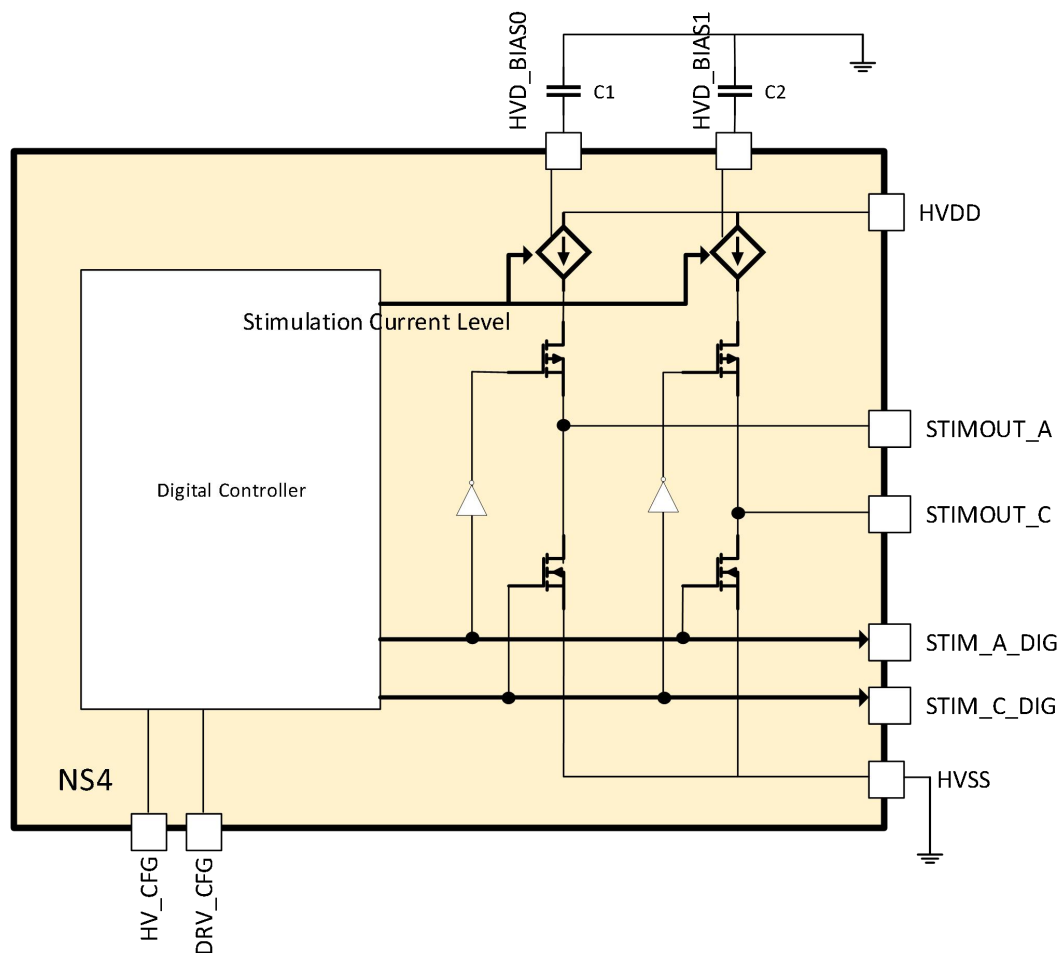 HVD_BIAS0
HVD_BIAS1
C1
C2
HVDD
Stimulation Current Level
STIMOUT_A
Digital Controller
STIMOUT_C
STIM_A_DIG
STIM_C_DIG
NS4
HVSS
HV_CFG
DRV_CFG